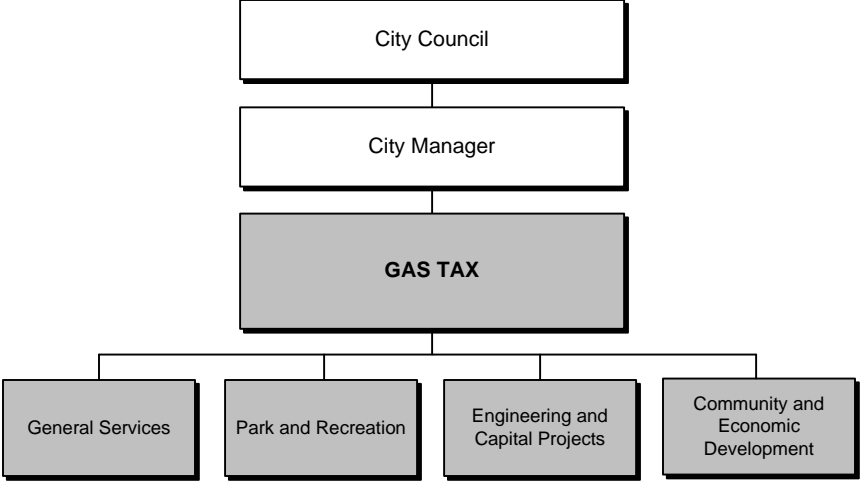 City Council
City Manager
GAS TAX
General Services
Park and Recreation
Engineering and
Capital Projects
Community and
Economic
Development